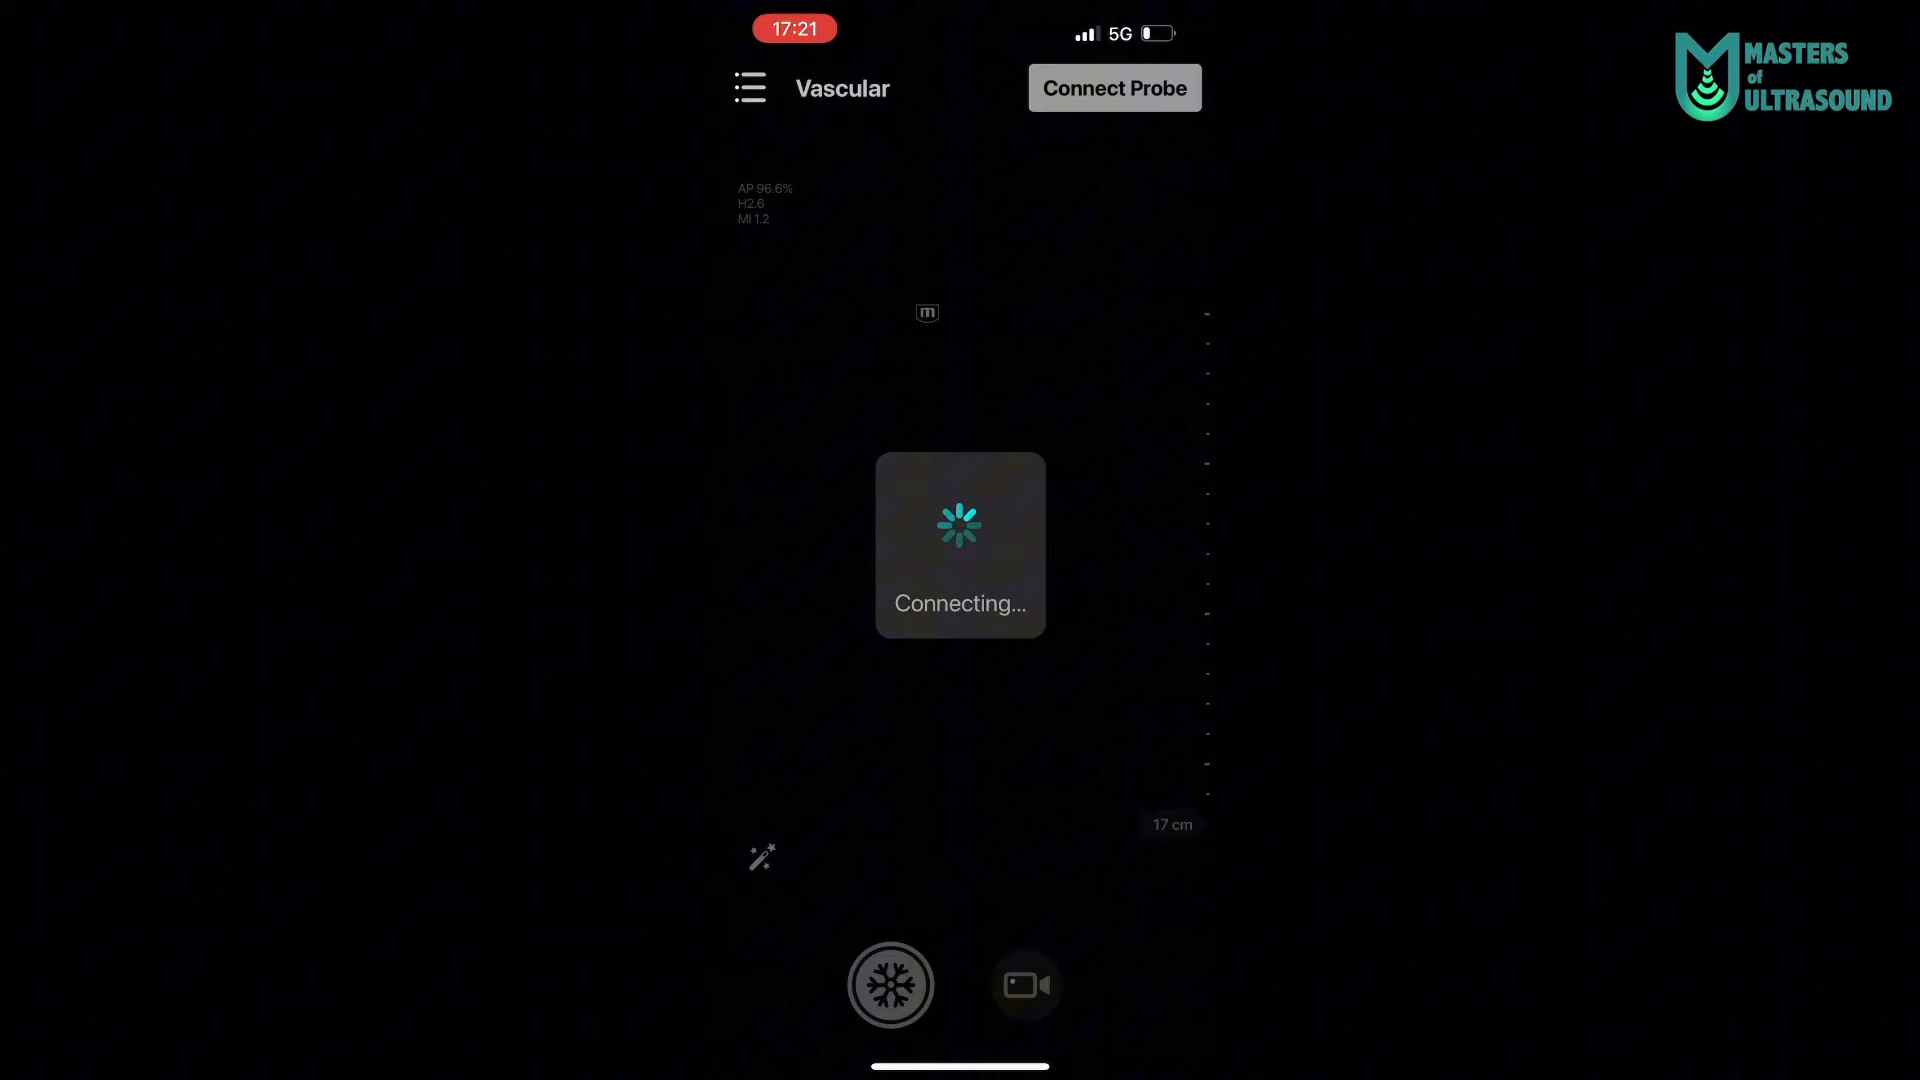 17:21
5G
Vascular
Connect Probe
MASTERS
of
ULTRASOUND
AP 96.6%
H2.6
MI 1.2
m
Connecting...
17 cm